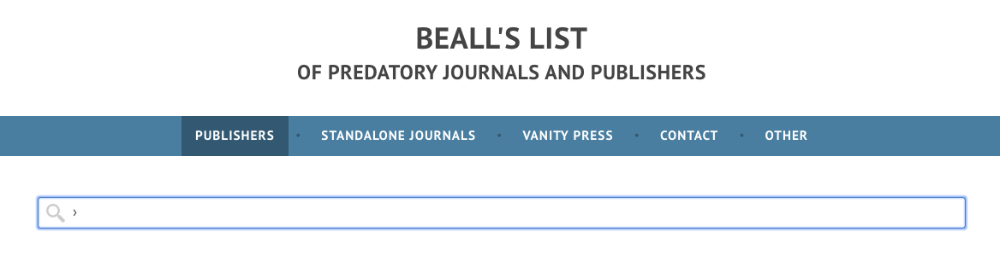 BEALL'S LIST
OF PREDATORY JOURNALS AND PUBLISHERS
PUBLISHERS • STANDALONE JOURNALS • VANITY PRESS • CONTACT • OTHER
›